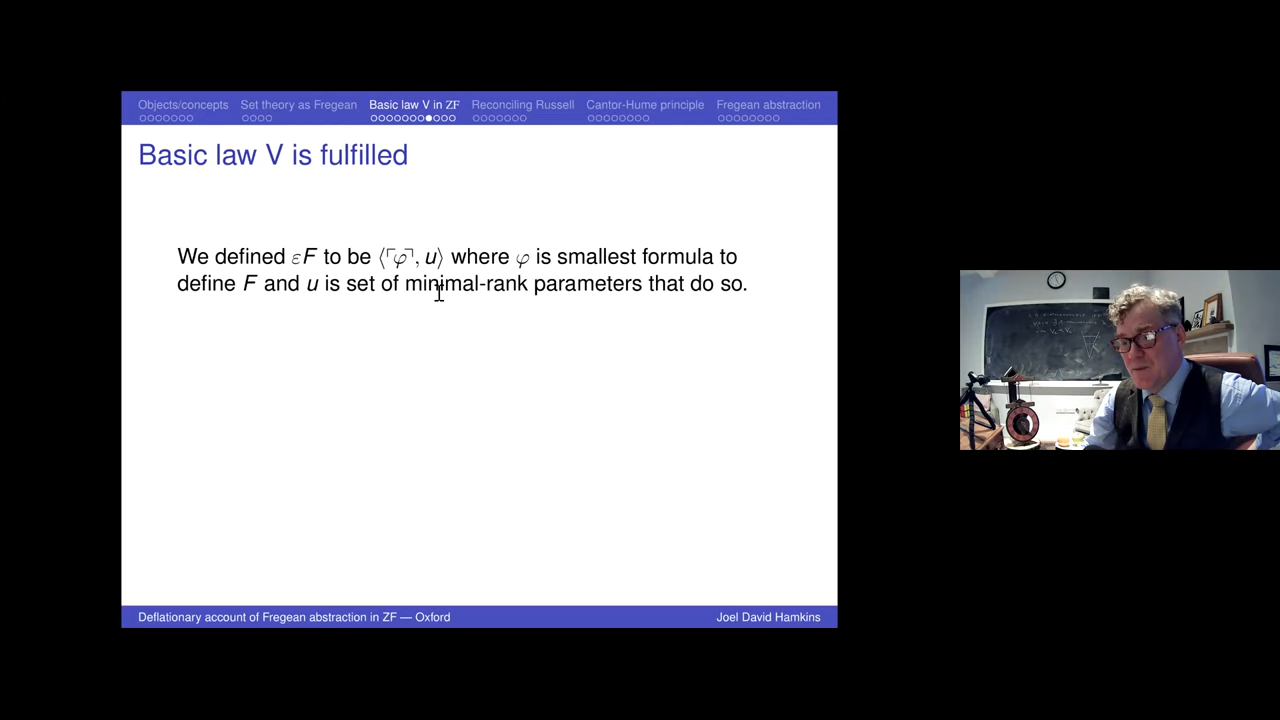 Objects/concepts Set theory as Fregean Basic law V in ZF Reconciling Russell Cantor-Hume principle Fregean abstraction
Basic law V is fulfilled
We defined εF to be ⟨⌜φ⌝, u⟩ where φ is smallest formula to
define F and u is set of minimal-rank parameters that do so.
Deflationary account of Fregean abstraction in ZF — Oxford Joel David Hamkins